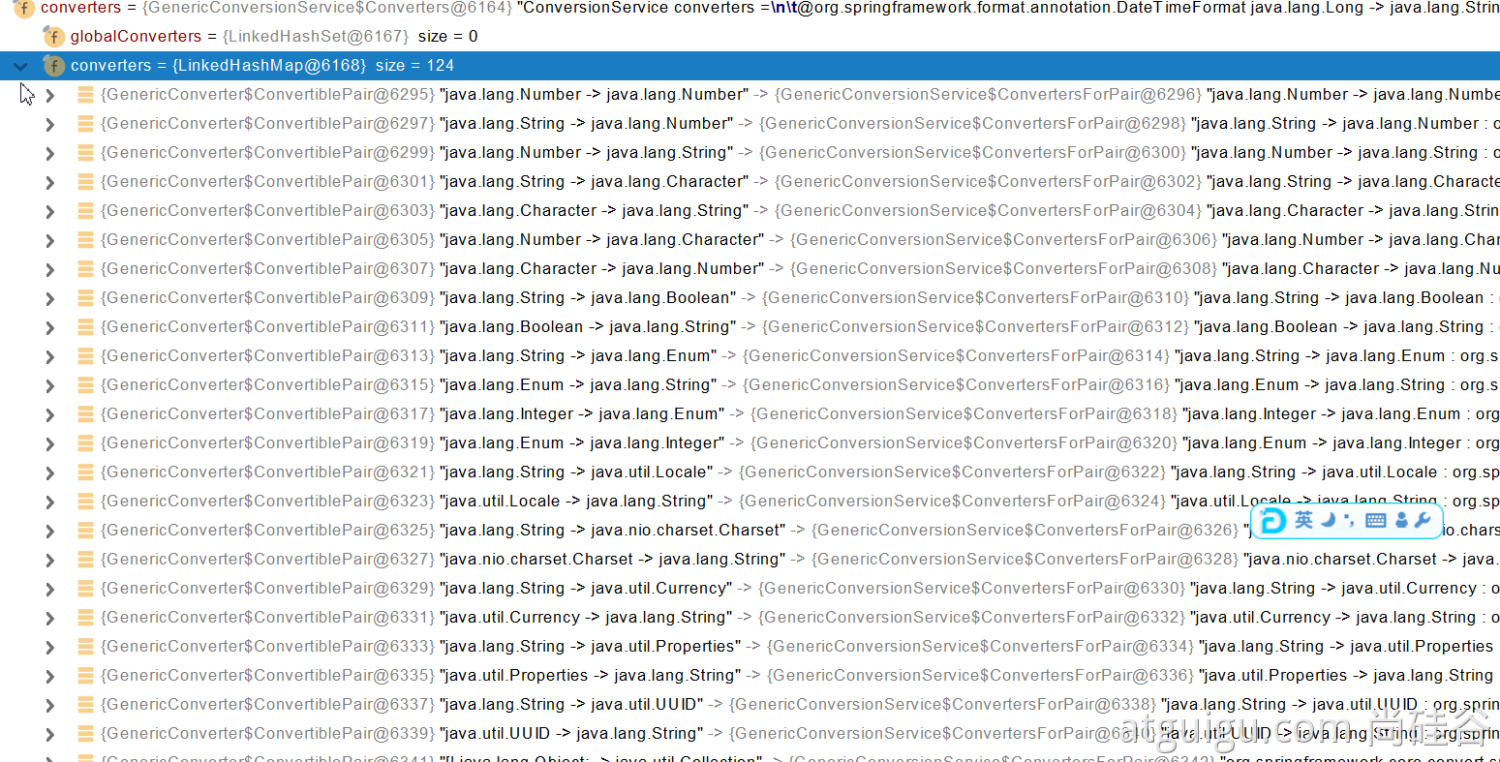 f converters = {GenericConversionService$Converters@6164} "ConversionService converters =\n\t@org.springframework.format.annotation.DateTimeFormat java.lang.Long -> java.lang.Strin
f globalConverters = {LinkedHashSet@6167} size = 0
f converters = {LinkedHashMap@6168} size = 124
{GenericConverter$ConvertiblePair@6295} "java.lang.Number -> java.lang.Number" -> {GenericConversionService$ConvertersForPair@6296} "java.lang.Number -> java.lang.Numbe
{GenericConverter$ConvertiblePair@6297} "java.lang.String -> java.lang.Number" -> {GenericConversionService$ConvertersForPair@6298} "java.lang.String -> java.lang.Number : o
{GenericConverter$ConvertiblePair@6299} "java.lang.Number -> java.lang.String" -> {GenericConversionService$ConvertersForPair@6300} "java.lang.Number -> java.lang.String : o
{GenericConverter$ConvertiblePair@6301} "java.lang.String -> java.lang.Character" -> {GenericConversionService$ConvertersForPair@6302} "java.lang.String -> java.lang.Characte
{GenericConverter$ConvertiblePair@6303} "java.lang.Character -> java.lang.String" -> {GenericConversionService$ConvertersForPair@6304} "java.lang.Character -> java.lang.Strin
{GenericConverter$ConvertiblePair@6305} "java.lang.Number -> java.lang.Character" -> {GenericConversionService$ConvertersForPair@6306} "java.lang.Number -> java.lang.Char
{GenericConverter$ConvertiblePair@6307} "java.lang.Character -> java.lang.Number" -> {GenericConversionService$ConvertersForPair@6308} "java.lang.Character -> java.lang.Nu
{GenericConverter$ConvertiblePair@6309} "java.lang.String -> java.lang.Boolean" -> {GenericConversionService$ConvertersForPair@6310} "java.lang.String -> java.lang.Boolean :
{GenericConverter$ConvertiblePair@6311} "java.lang.Boolean -> java.lang.String" -> {GenericConversionService$ConvertersForPair@6312} "java.lang.Boolean -> java.lang.String :
{GenericConverter$ConvertiblePair@6313} "java.lang.String -> java.lang.Enum" -> {GenericConversionService$ConvertersForPair@6314} "java.lang.String -> java.lang.Enum : org.s
{GenericConverter$ConvertiblePair@6315} "java.lang.Enum -> java.lang.String" -> {GenericConversionService$ConvertersForPair@6316} "java.lang.Enum -> java.lang.String : org.s
{GenericConverter$ConvertiblePair@6317} "java.lang.Integer -> java.lang.Enum" -> {GenericConversionService$ConvertersForPair@6318} "java.lang.Integer -> java.lang.Enum : org
{GenericConverter$ConvertiblePair@6319} "java.lang.Enum -> java.lang.Integer" -> {GenericConversionService$ConvertersForPair@6320} "java.lang.Enum -> java.lang.Integer : org
{GenericConverter$ConvertiblePair@6321} "java.lang.String -> java.util.Locale" -> {GenericConversionService$ConvertersForPair@6322} "java.lang.String -> java.util.Locale : org.sp
{GenericConverter$ConvertiblePair@6323} "java.util.Locale -> java.lang.String" -> {GenericConversionService$ConvertersForPair@6324} "java.util.Locale -> java.lang.String : org.sp
{GenericConverter$ConvertiblePair@6325} "java.lang.String -> java.nio.charset.Charset" -> {GenericConversionService$ConvertersForPair@6326} 英 io.chars
{GenericConverter$ConvertiblePair@6327} "java.nio.charset.Charset -> java.lang.String" -> {GenericConversionService$ConvertersForPair@6328} "java.nio.charset.Charset -> java.
{GenericConverter$ConvertiblePair@6329} "java.lang.String -> java.util.Currency" -> {GenericConversionService$ConvertersForPair@6330} "java.lang.String -> java.util.Currency : o
{GenericConverter$ConvertiblePair@6331} "java.util.Currency -> java.lang.String" -> {GenericConversionService$ConvertersForPair@6332} "java.util.Currency -> java.lang.String : o
{GenericConverter$ConvertiblePair@6333} "java.lang.String -> java.util.Properties" -> {GenericConversionService$ConvertersForPair@6334} "java.lang.String -> java.util.Properties
{GenericConverter$ConvertiblePair@6335} "java.util.Properties -> java.lang.String" -> {GenericConversionService$ConvertersForPair@6336} "java.util.Properties -> java.lang.String
{GenericConverter$ConvertiblePair@6337} "java.lang.String -> java.util.UUID" -> {GenericConversionService$ConvertersForPair@6338} "java.lang.String -> java.util.UUID : org.sprin
{GenericConverter$ConvertiblePair@6339} "java.util.UUID -> java.lang.String" -> {GenericConversionService$ConvertersForPair@6340} "java.util.UUID -> java.lang.String : org.sprin
atguigu.com 尚硅谷
{GenericConverter$ConvertiblePair@6341} "[Ljava.lang.Object; -> java.util.Collection" -> {GenericConversionService$ConvertersForPair@6342} "org.springframework.core.convert.s